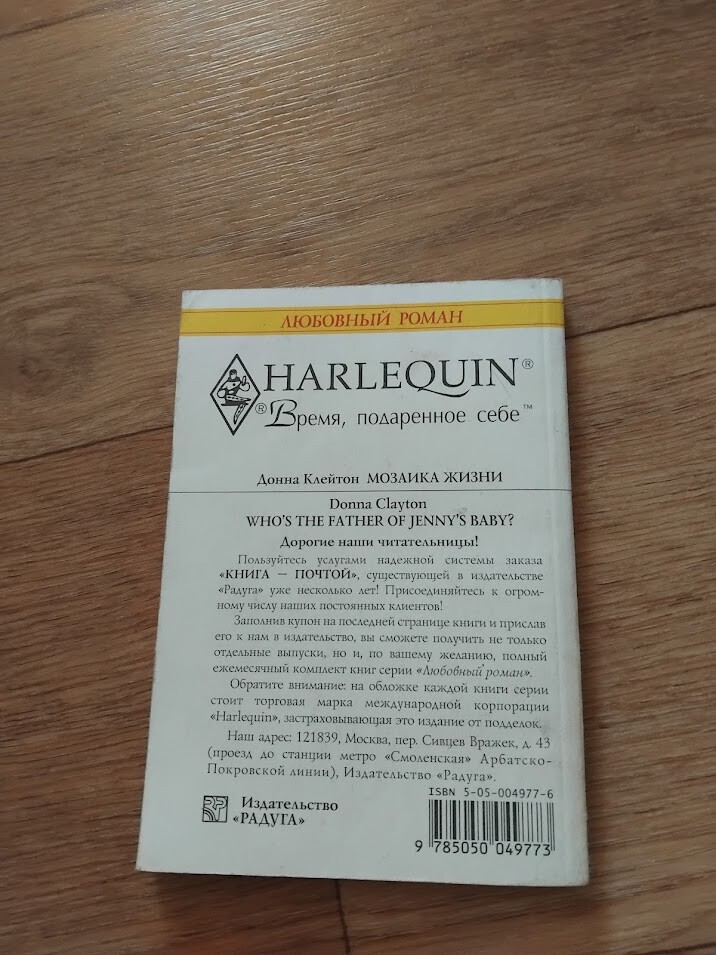 ЛЮБОВНЫЙ РОМАН
HARLEQUIN®
® Время, подаренное себе™
Донна Клейтон МОЗАИКА ЖИЗНИ
Donna Clayton
WHO'S THE FATHER OF JENNY'S BABY?
Дорогие наши читательницы!
Пользуйтесь услугами надежной системы заказа
«КНИГА – ПОЧТОЙ», существующей в издательстве
«Радуга» уже несколько лет! Присоединяйтесь к огром-
ному числу наших постоянных клиентов!
Заполнив купон на последней странице книги и прислав
его к нам в издательство, вы сможете получить не только
отдельные выпуски, но и, по вашему желанию, полный
ежемесячный комплект книг серии «Любовный роман».
Обратите внимание: на обложке каждой книги серии
стоит торговая марка международной корпорации
«Harlequin», застраховывающая это издание от подделок.
Наш адрес: 121839, Москва, пер. Сивцев Вражек, д. 43
(проезд до станции метро «Смоленская» Арбатско-
Покровской линии), Издательство «Радуга».
ISBN 5-05-004977-6
Издательство
«РАДУГА»
9 785050 049773